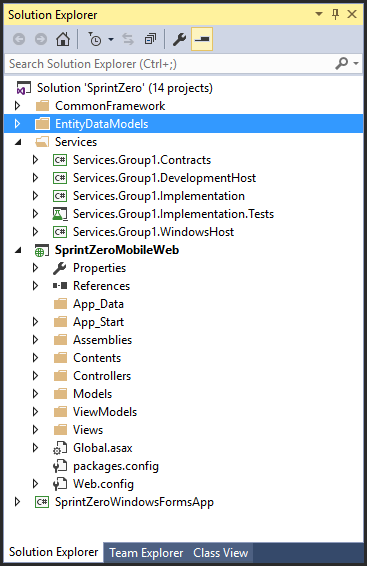 Solution Explorer
Search Solution Explorer (Ctrl+;)
Solution 'SprintZero' (14 projects)
CommonFramework
EntityDataModels
Services
C# Services.Group1.Contracts
C# Services.Group1.DevelopmentHost
C# Services.Group1.Implementation
Services.Group1.Implementation.Tests
C# Services.Group1.WindowsHost
SprintZeroMobileWeb
Properties
References
App_Data
App_Start
Assemblies
Contents
Controllers
Models
ViewModels
Views
Global.asax
packages.config
Web.config
C# SprintZeroWindowsFormsApp
Solution Explorer Team Explorer Class View